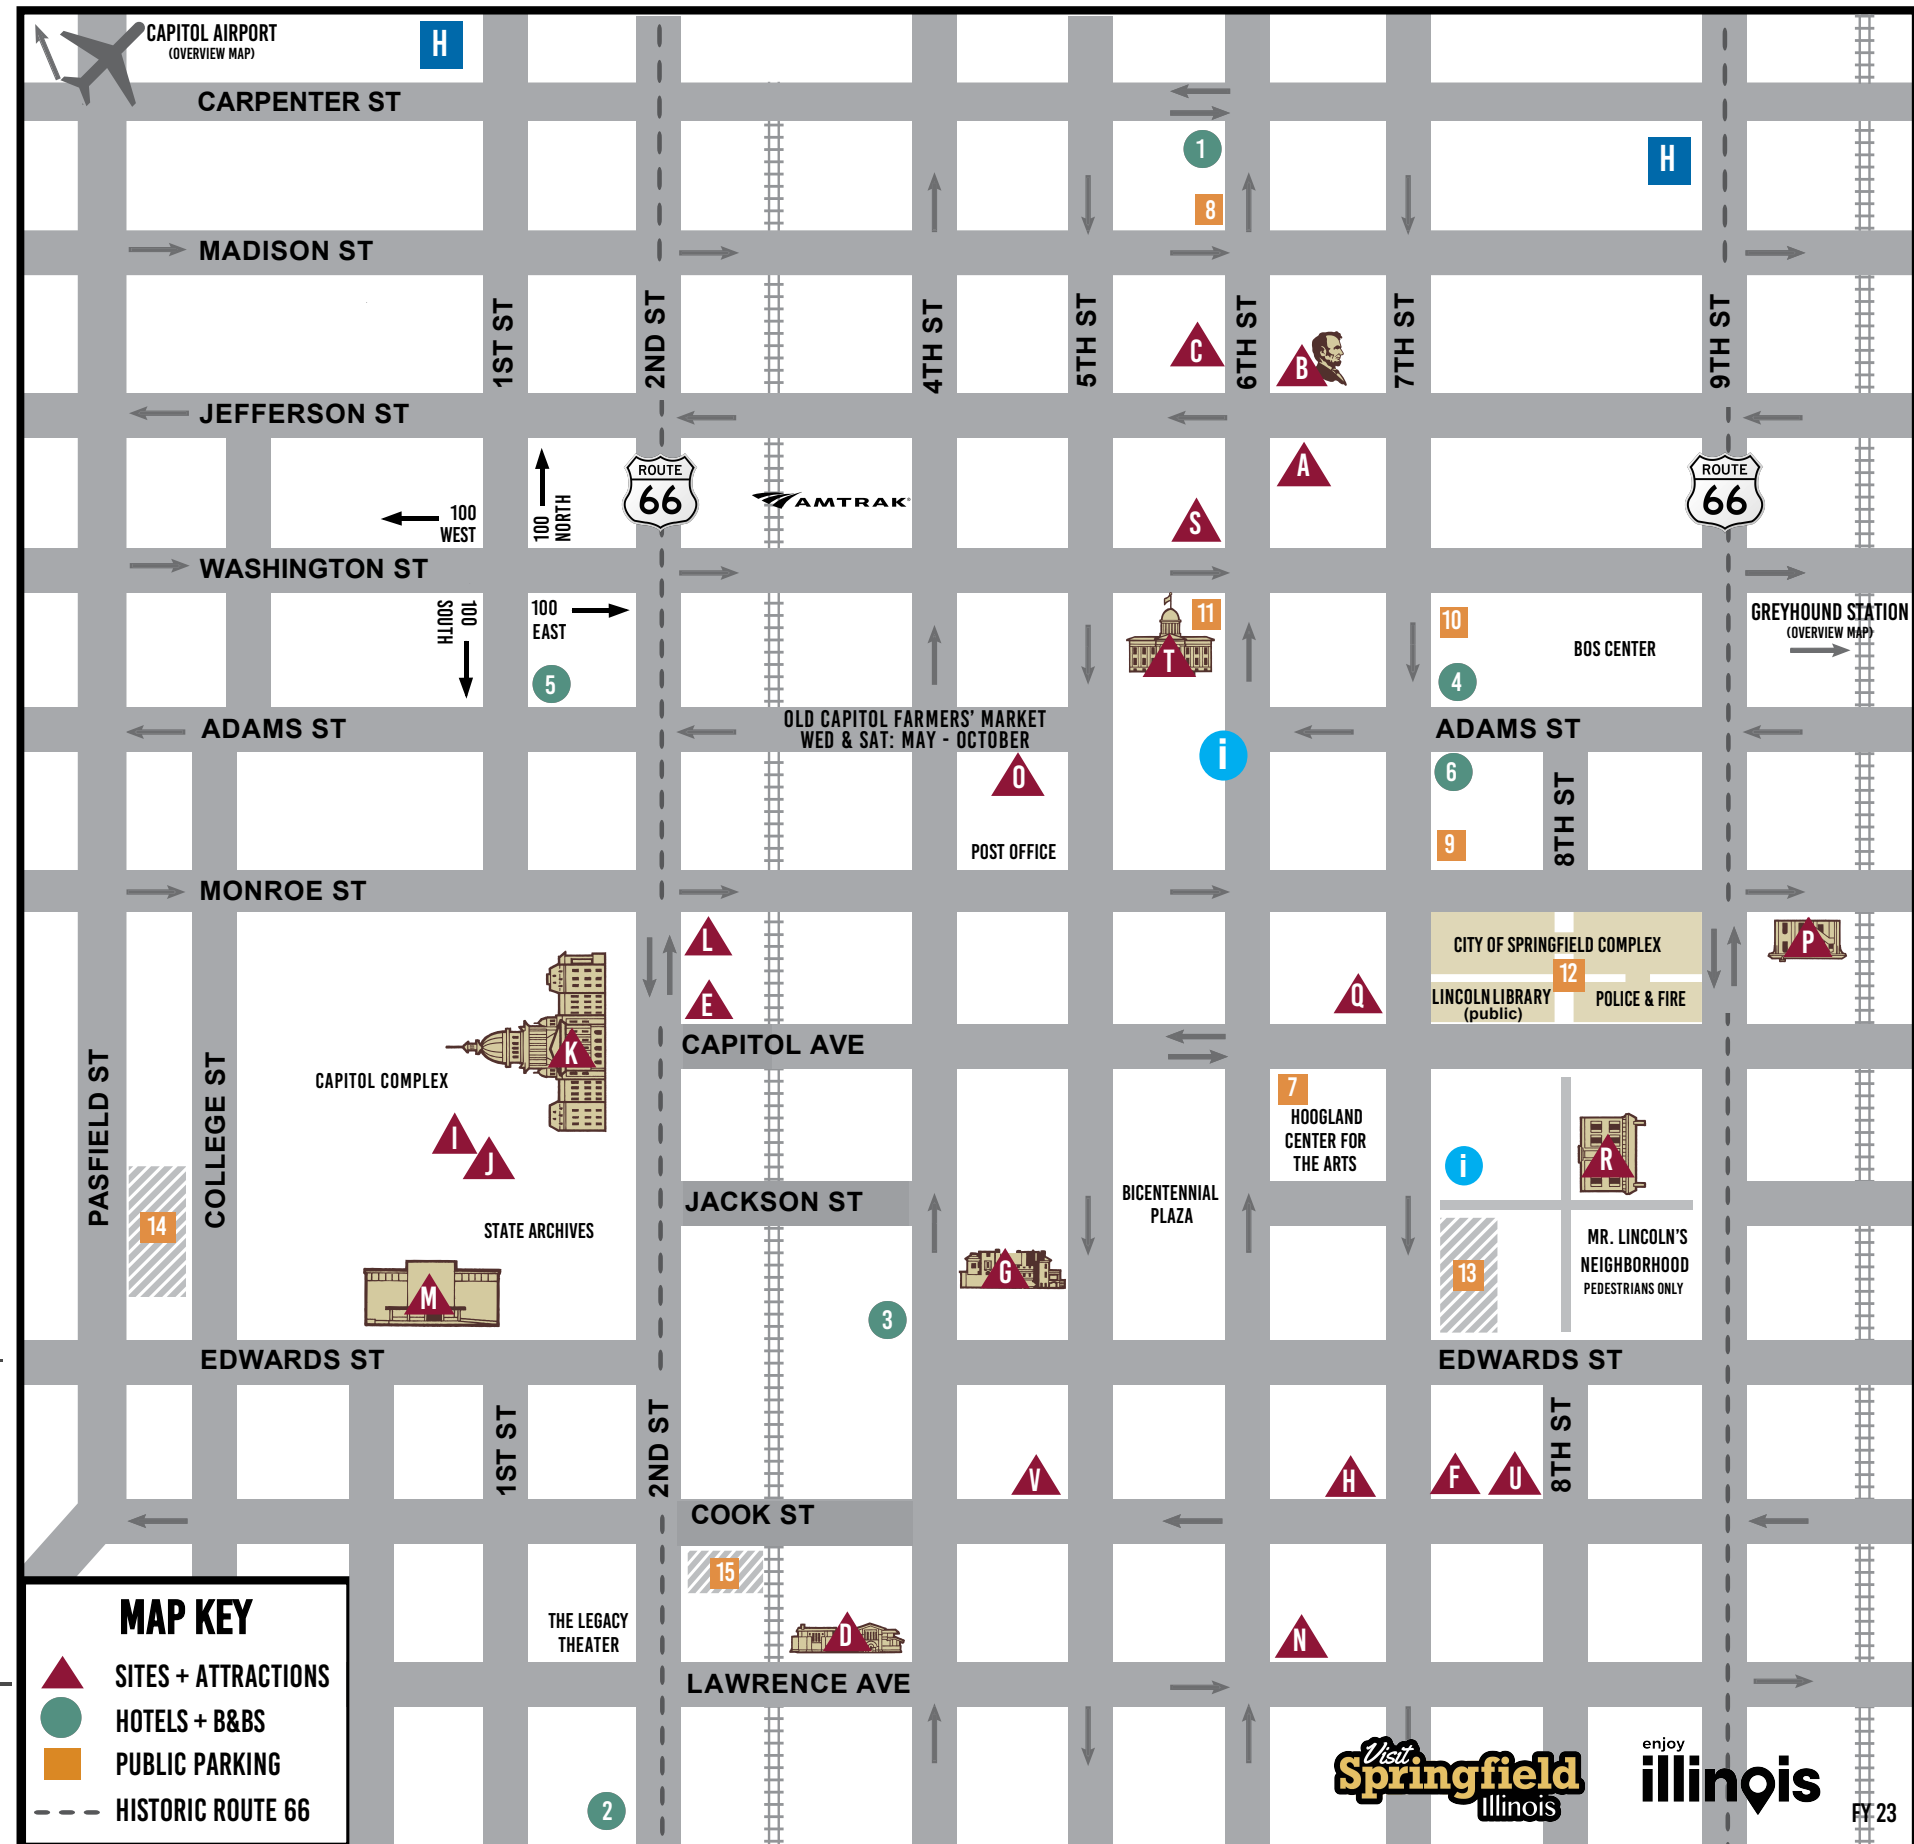 CAPITOL AIRPORT
(OVERVIEW MAP)
H
CARPENTER ST
1
H
8
MADISON ST
1ST ST
2ND ST
4TH ST
5TH ST
6TH ST
7TH ST
9TH ST
C
B
JEFFERSON ST
ROUTE
66
AMTRAK
A
S
ROUTE
66
100
WEST
100
NORTH
WASHINGTON ST
100
SOUTH
100
EAST
5
T
11
10
BOS CENTER
4
GREYHOUND STATION
(OVERVIEW MAP)
ADAMS ST
OLD CAPITOL FARMERS' MARKET
WED & SAT: MAY - OCTOBER
ADAMS ST
i
O
POST OFFICE
6
9
8TH ST
MONROE ST
L
E
Q
CITY OF SPRINGFIELD COMPLEX
12
LINCOLN LIBRARY
(public)
POLICE & FIRE
P
K
CAPITOL AVE
CAPITOL COMPLEX
I
J
PASFIELD ST
COLLEGE ST
7
HOOGLAND
CENTER FOR
THE ARTS
i
R
JACKSON ST
BICENTENNIAL
PLAZA
14
STATE ARCHIVES
MR. LINCOLN'S
NEIGHBORHOOD
PEDESTRIANS ONLY
M
G
13
3
EDWARDS ST
EDWARDS ST
1ST ST
2ND ST
8TH ST
V
H
F
U
COOK ST
15
THE LEGACY
THEATER
D
N
LAWRENCE AVE
2
MAP KEY
SITES + ATTRACTIONS
HOTELS + B&BS
PUBLIC PARKING
HISTORIC ROUTE 66
Visit
Springfield
Illinois
enjoy
illinois
FY 23